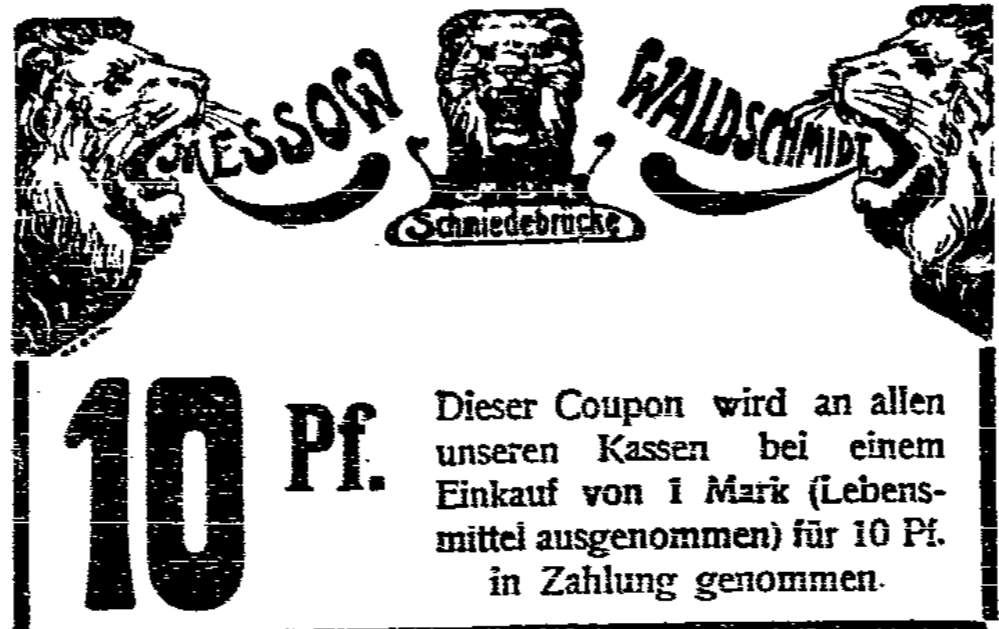 MESSOW
WALDSCHMIDT
G.M.B.H.
Schmiedebrücke
10 Pf.
Dieser Coupon wird an allen
unseren Kassen bei einem
Einkauf von 1 Mark (Lebens-
mittel ausgenommen) für 10 Pf.
in Zahlung genommen.